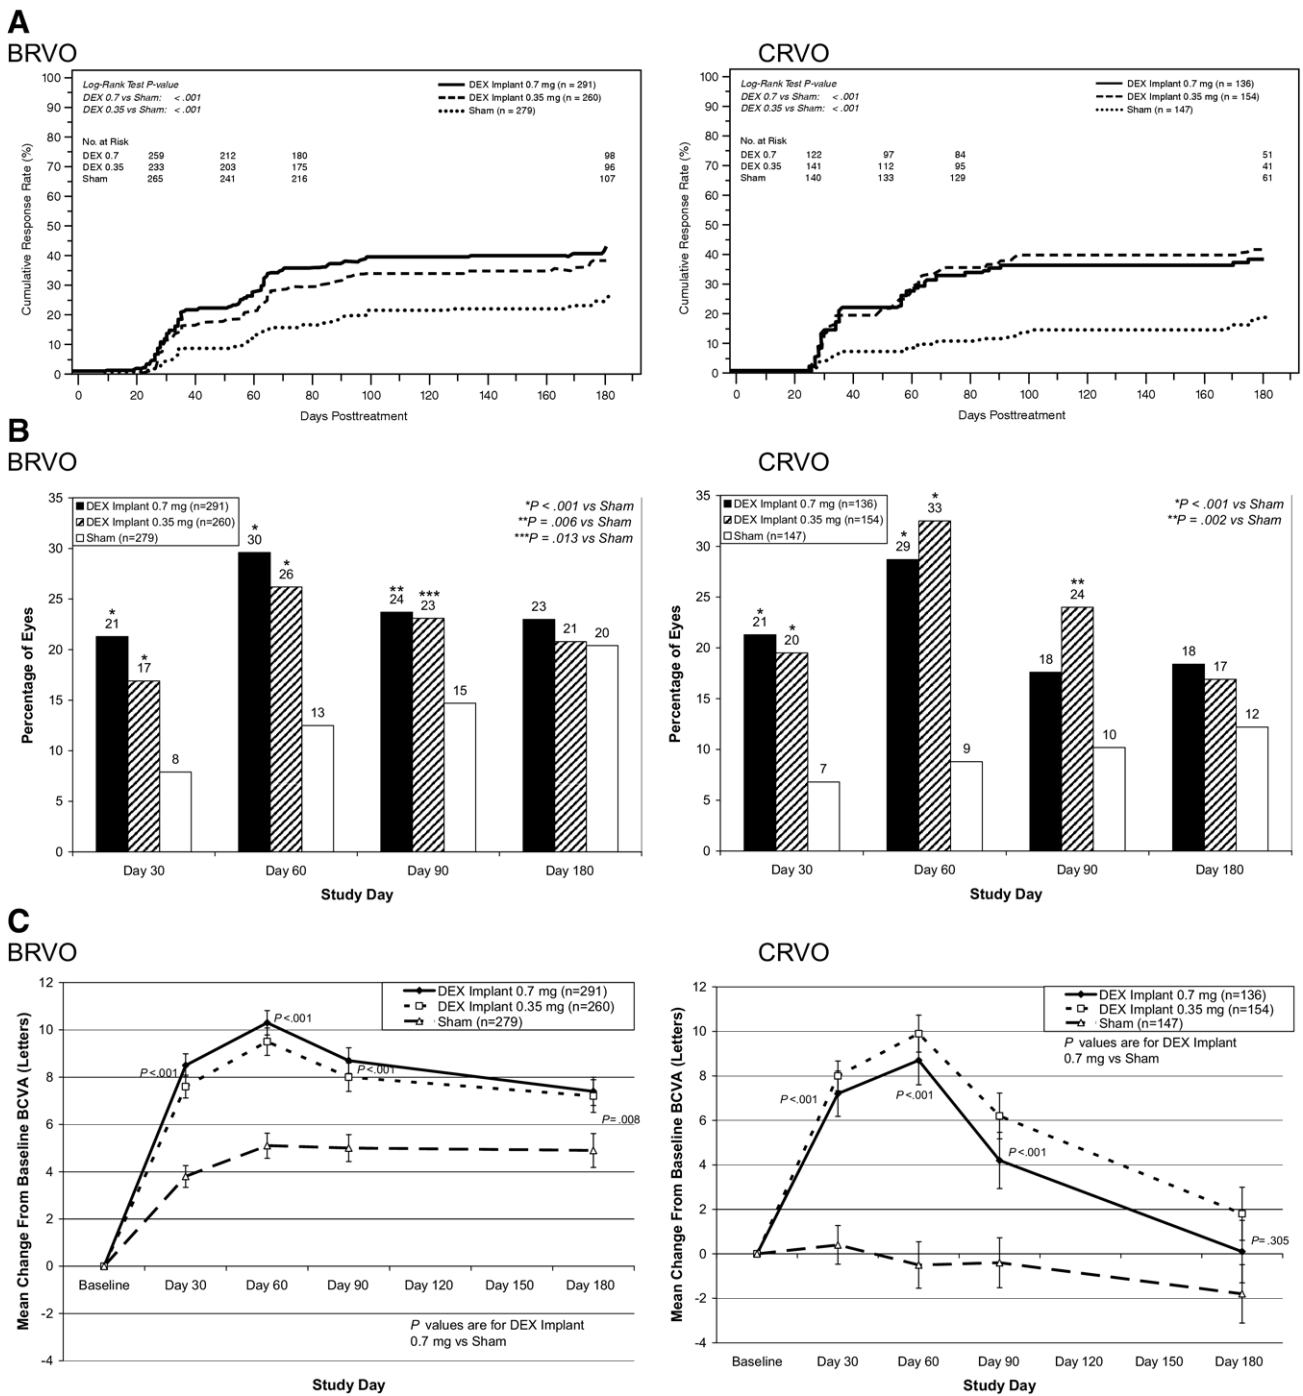 A
BRVO
CRVO
Log-Rank Test P-value
DEX 0.7 vs Sham: < .001
DEX 0.35 vs Sham: < .001
DEX Implant 0.7 mg (n = 291)
DEX Implant 0.35 mg (n = 260)
Sham (n = 279)
No. at Risk
DEX 0.7 259 212 180 98
DEX 0.35 233 203 175 96
Sham 265 241 216 107
Cumulative Response Rate (%)
100
90
80
70
60
50
40
30
20
10
0
0 20 40 60 80 100 120 140 160 180
Days Posttreatment
Log-Rank Test P-value
DEX 0.7 vs Sham: < .001
DEX 0.35 vs Sham: < .001
DEX Implant 0.7 mg (n = 136)
DEX Implant 0.35 mg (n = 154)
Sham (n = 147)
No. at Risk
DEX 0.7 122 97 84 51
DEX 0.35 141 112 95 41
Sham 140 133 129 61
Cumulative Response Rate (%)
100
90
80
70
60
50
40
30
20
10
0
0 20 40 60 80 100 120 140 160 180
Days Posttreatment
B
BRVO
CRVO
DEX Implant 0.7 mg (n=291)
DEX Implant 0.35 mg (n=260)
Sham (n=279)
*P < .001 vs Sham
**P = .006 vs Sham
***P = .013 vs Sham
Percentage of Eyes
35
30
25
20
15
10
5
0
* 21
* 17
8
* 30
* 26
13
** 24
*** 23
15
23
21
20
Day 30 Day 60 Day 90 Day 180
Study Day
DEX Implant 0.7 mg (n=136)
DEX Implant 0.35 mg (n=154)
Sham (n=147)
*P < .001 vs Sham
**P = .002 vs Sham
Percentage of Eyes
35
30
25
20
15
10
5
0
* 21
* 20
7
* 29
* 33
9
18
** 24
10
18
17
12
Day 30 Day 60 Day 90 Day 180
Study Day
C
BRVO
CRVO
DEX Implant 0.7 mg (n=291)
DEX Implant 0.35 mg (n=260)
Sham (n=279)
Mean Change From Baseline BCVA (Letters)
12
10
8
6
4
2
0
-2
-4
P<.001
P<.001
P<.001
P=.008
Baseline Day 30 Day 60 Day 90 Day 120 Day 150 Day 180
P values are for DEX Implant
0.7 mg vs Sham
Study Day
DEX Implant 0.7 mg (n=136)
DEX Implant 0.35 mg (n=154)
Sham (n=147)
P values are for DEX Implant
0.7 mg vs Sham
Mean Change From Baseline BCVA (Letters)
12
10
8
6
4
2
0
-2
-4
P<.001
P<.001
P<.001
P=.305
Baseline Day 30 Day 60 Day 90 Day 120 Day 150 Day 180
Study Day